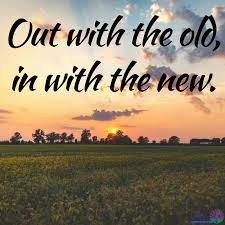 Out with the old,
in with the new.